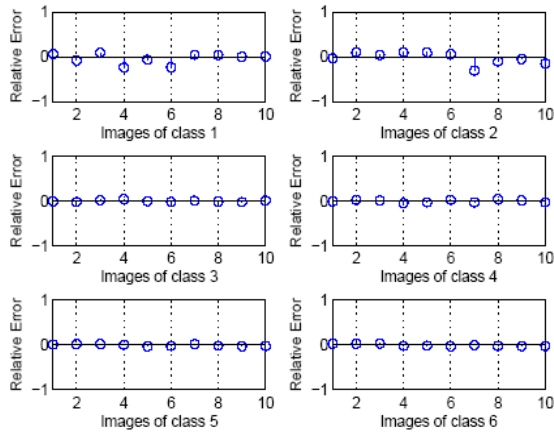 Relative Error
1
0
−1
2 4 6 8 10
Images of class 1
Relative Error
1
0
−1
2 4 6 8 10
Images of class 2
Relative Error
1
0
−1
2 4 6 8 10
Images of class 3
Relative Error
1
0
−1
2 4 6 8 10
Images of class 4
Relative Error
1
0
−1
2 4 6 8 10
Images of class 5
Relative Error
1
0
−1
2 4 6 8 10
Images of class 6